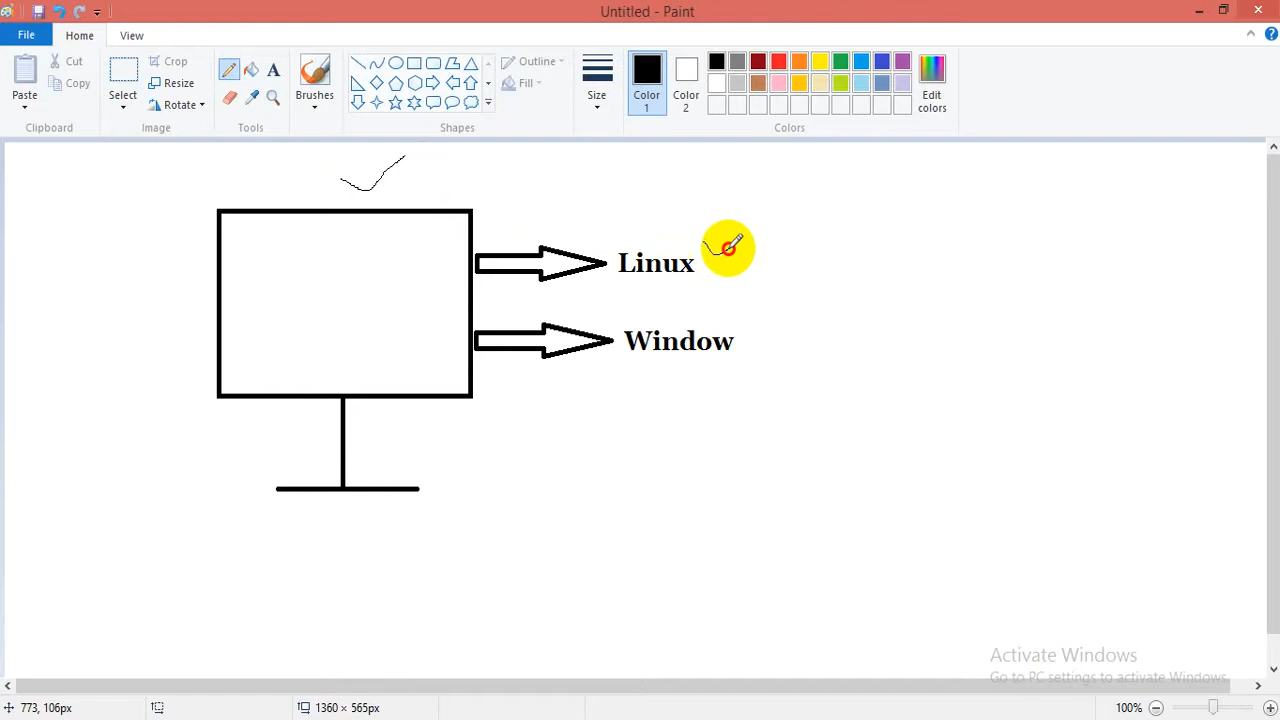 Untitled - Paint
File Home View
Paste
Cut
Copy
Clipboard
Crop
Resize
Rotate
Image
A
Tools
Brushes
Outline
Fill
Shapes
Size
Color 1
Color 2
Edit colors
Colors
Linux
Window
Activate Windows
Go to PC settings to activate Windows.
773, 106px
1360 × 565px
100%